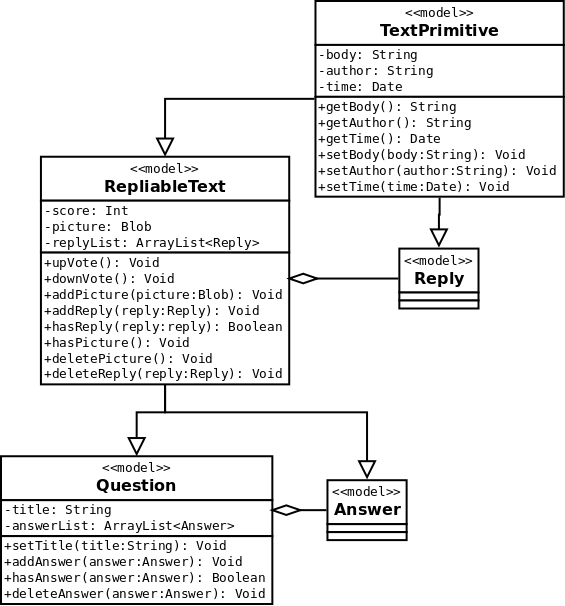 <<model>>
TextPrimitive
-body: String
-author: String
-time: Date
+getBody(): String
+getAuthor(): String
+getTime(): Date
+setBody(body:String): Void
+setAuthor(author:String): Void
+setTime(time:Date): Void
<<model>>
RepliableText
-score: Int
-picture: Blob
-replyList: ArrayList<Reply>
+upVote(): Void
+downVote(): Void
+addPicture(picture:Blob): Void
+addReply(reply:Reply): Void
+hasReply(reply:reply): Boolean
+hasPicture(): Void
+deletePicture(): Void
+deleteReply(reply:Reply): Void
<<model>>
Reply
<<model>>
Question
-title: String
-answerList: ArrayList<Answer>
+setTitle(title:String): Void
+addAnswer(answer:Answer): Void
+hasAnswer(answer:Answer): Boolean
+deleteAnswer(answer:Answer): Void
<<model>>
Answer